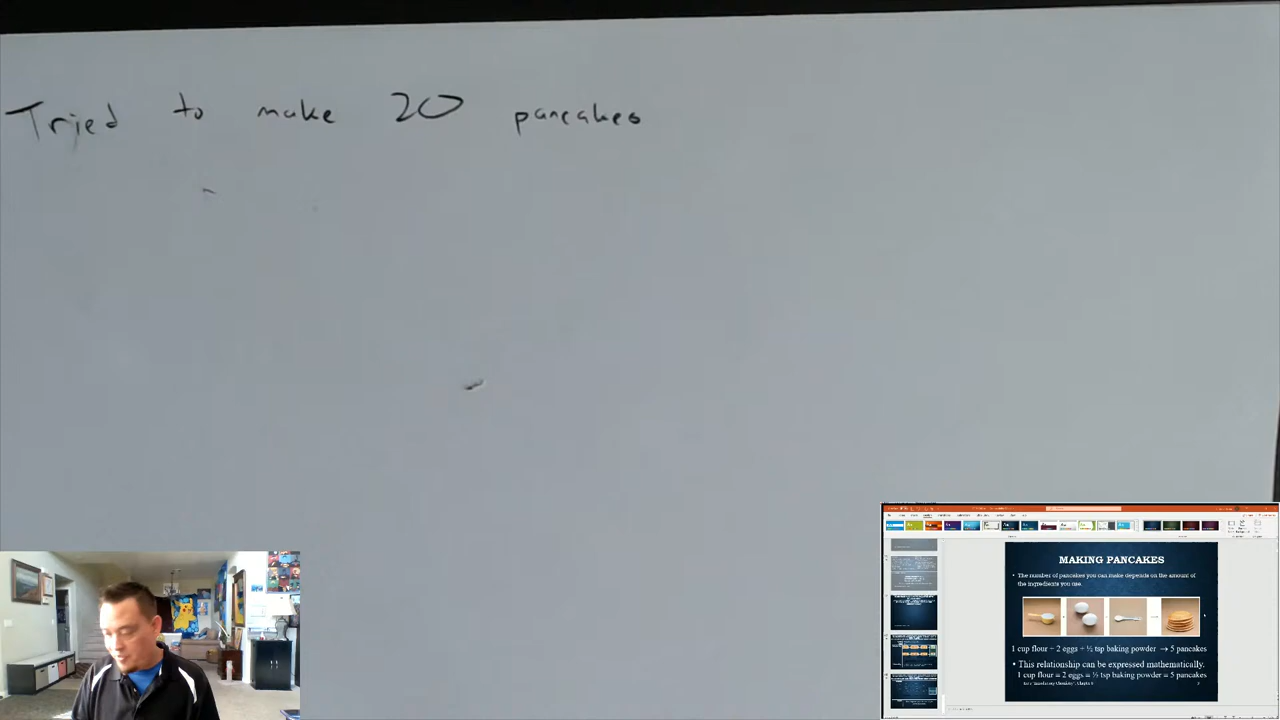 Tried to make 20 pancakes
MAKING PANCAKES
• The number of pancakes you can make depends on the amount of
the ingredients you use.
1 cup flour + 2 eggs + ½ tsp baking powder → 5 pancakes
• This relationship can be expressed mathematically.
1 cup flour = 2 eggs = ½ tsp baking powder = 5 pancakes